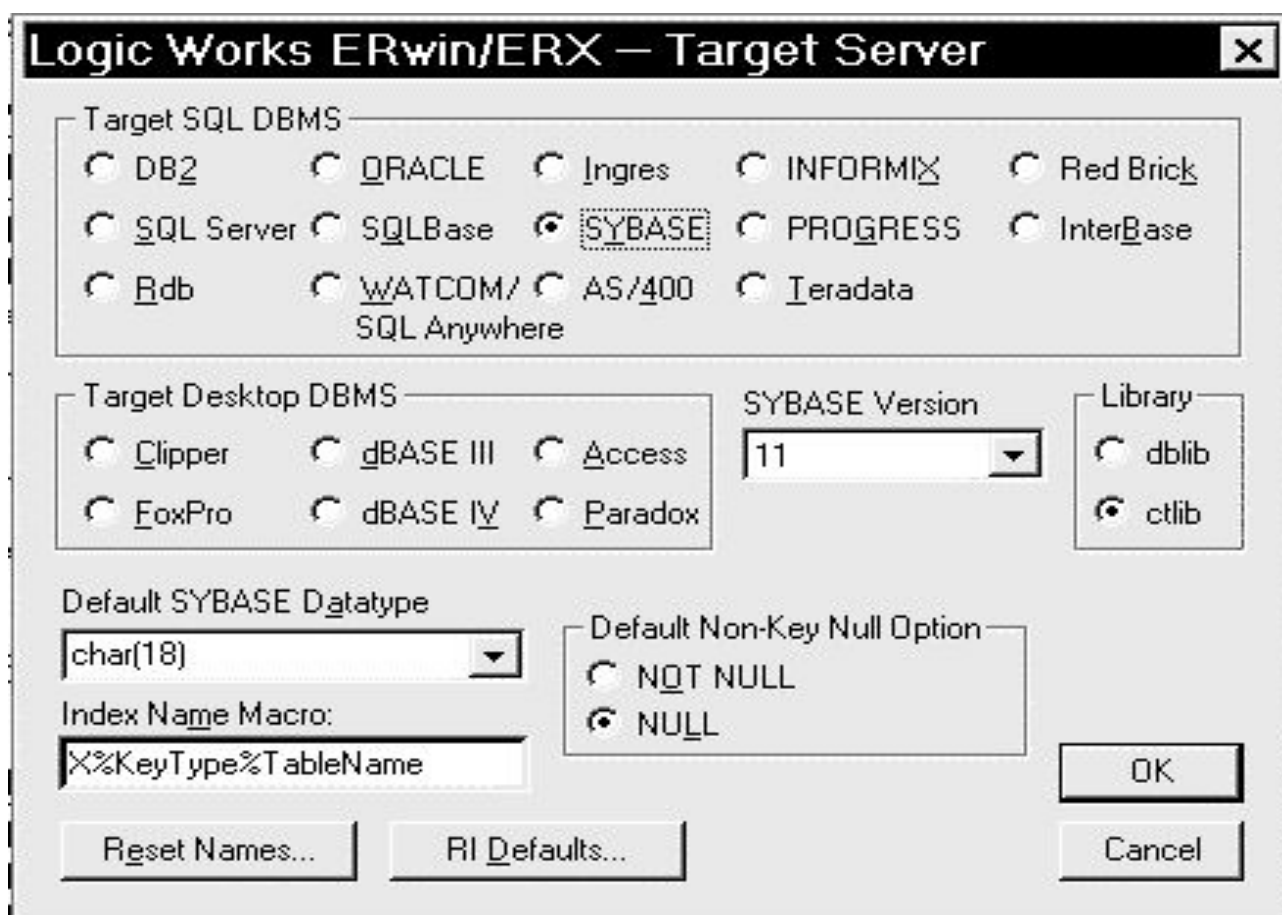 Logic Works ERwin/ERX — Target Server
Target SQL DBMS
DB2 ORACLE Ingres INFORMIX Red Brick
SQL Server SQLBase SYBASE PROGRESS InterBase
Rdb WATCOM/ AS/400 Teradata
SQL Anywhere
Target Desktop DBMS SYBASE Version Library
Clipper dBASE III Access 11 dblib
FoxPro dBASE IV Paradox ctlib
Default SYBASE Datatype Default Non-Key Null Option
char(18) NOT NULL
Index Name Macro: NULL
X%KeyType%TableName OK
Reset Names... RI Defaults... Cancel